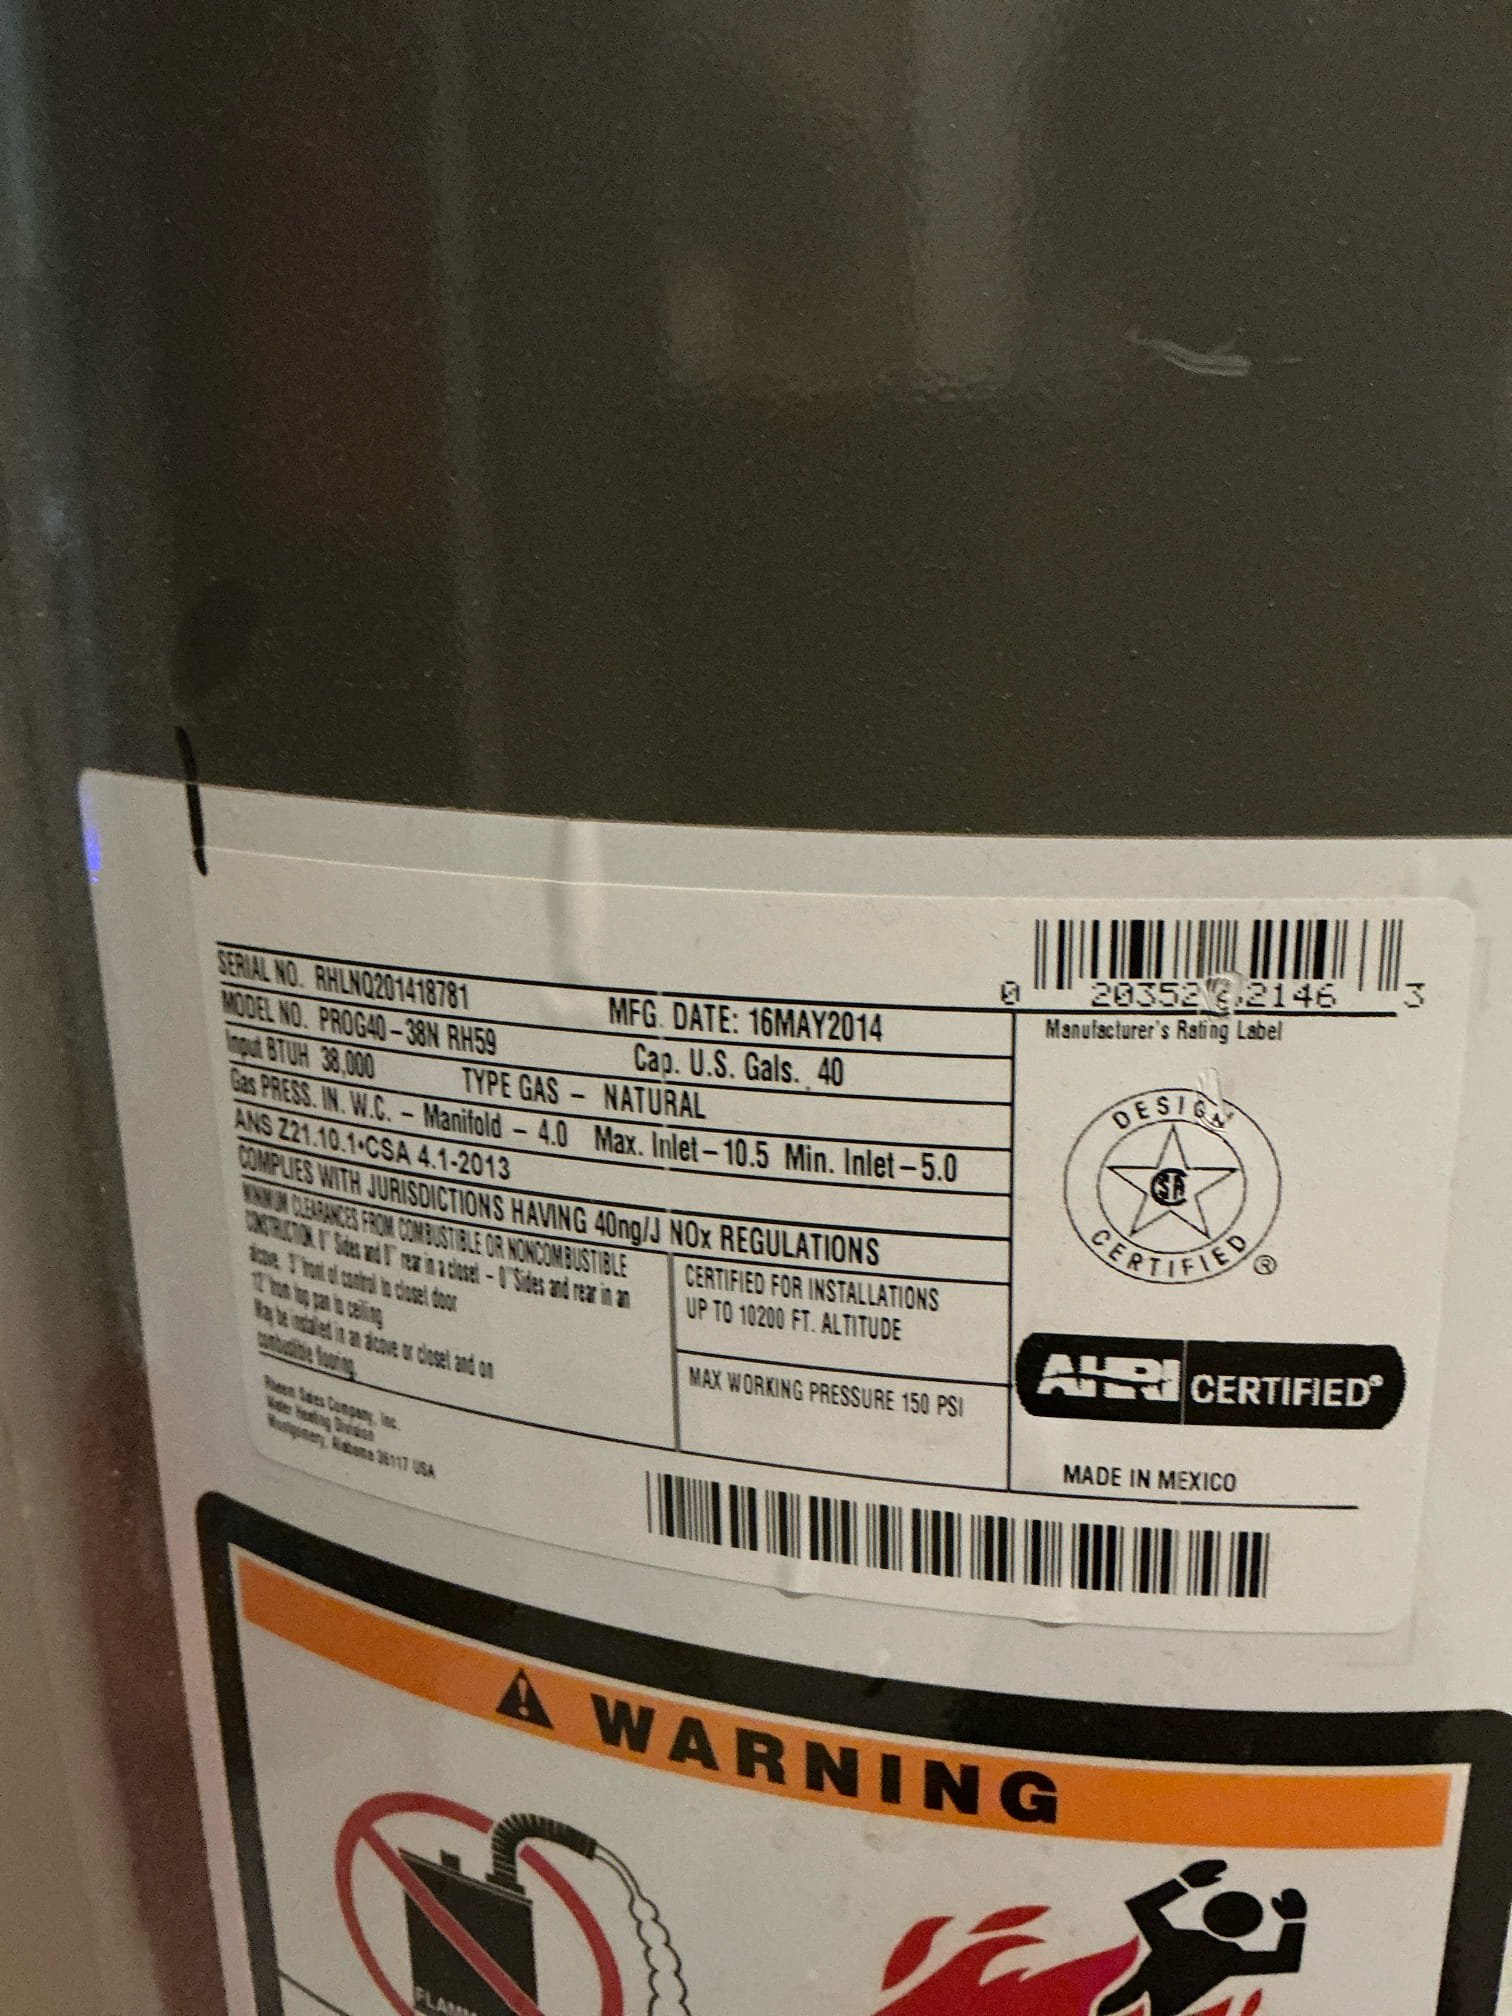 SERIAL NO. RHLNQ201418781
MFG. DATE: 16MAY2014
MODEL NO. PROG40-38N RH59
Cap. U.S. Gals. 40
Input BTUH 38,000 TYPE GAS - NATURAL
Gas PRESS. IN. W.C. - Manifold - 4.0 Max. Inlet-10.5 Min. Inlet-5.0
ANS Z21.10.1•CSA 4.1-2013
COMPLIES WITH JURISDICTIONS HAVING 40ng/J NOx REGULATIONS
MINIMUM CLEARANCES FROM COMBUSTIBLE OR NONCOMBUSTIBLE
CONSTRUCTION. 0" Sides and 0" rear in a closet - 0" Sides and rear in an
alcove. 3" front of control to closet door
12" from top pan to ceiling
May be installed in an alcove or closet and on
combustible flooring.
Rheem Sales Company, Inc.
Water Heating Division
Montgomery, Alabama 36117 USA
CERTIFIED FOR INSTALLATIONS
UP TO 10200 FT. ALTITUDE
MAX WORKING PRESSURE 150 PSI
0 20352 2146 3
Manufacturer's Rating Label
DESIGN
SA
CERTIFIED ®
AHRI CERTIFIED®
MADE IN MEXICO
WARNING